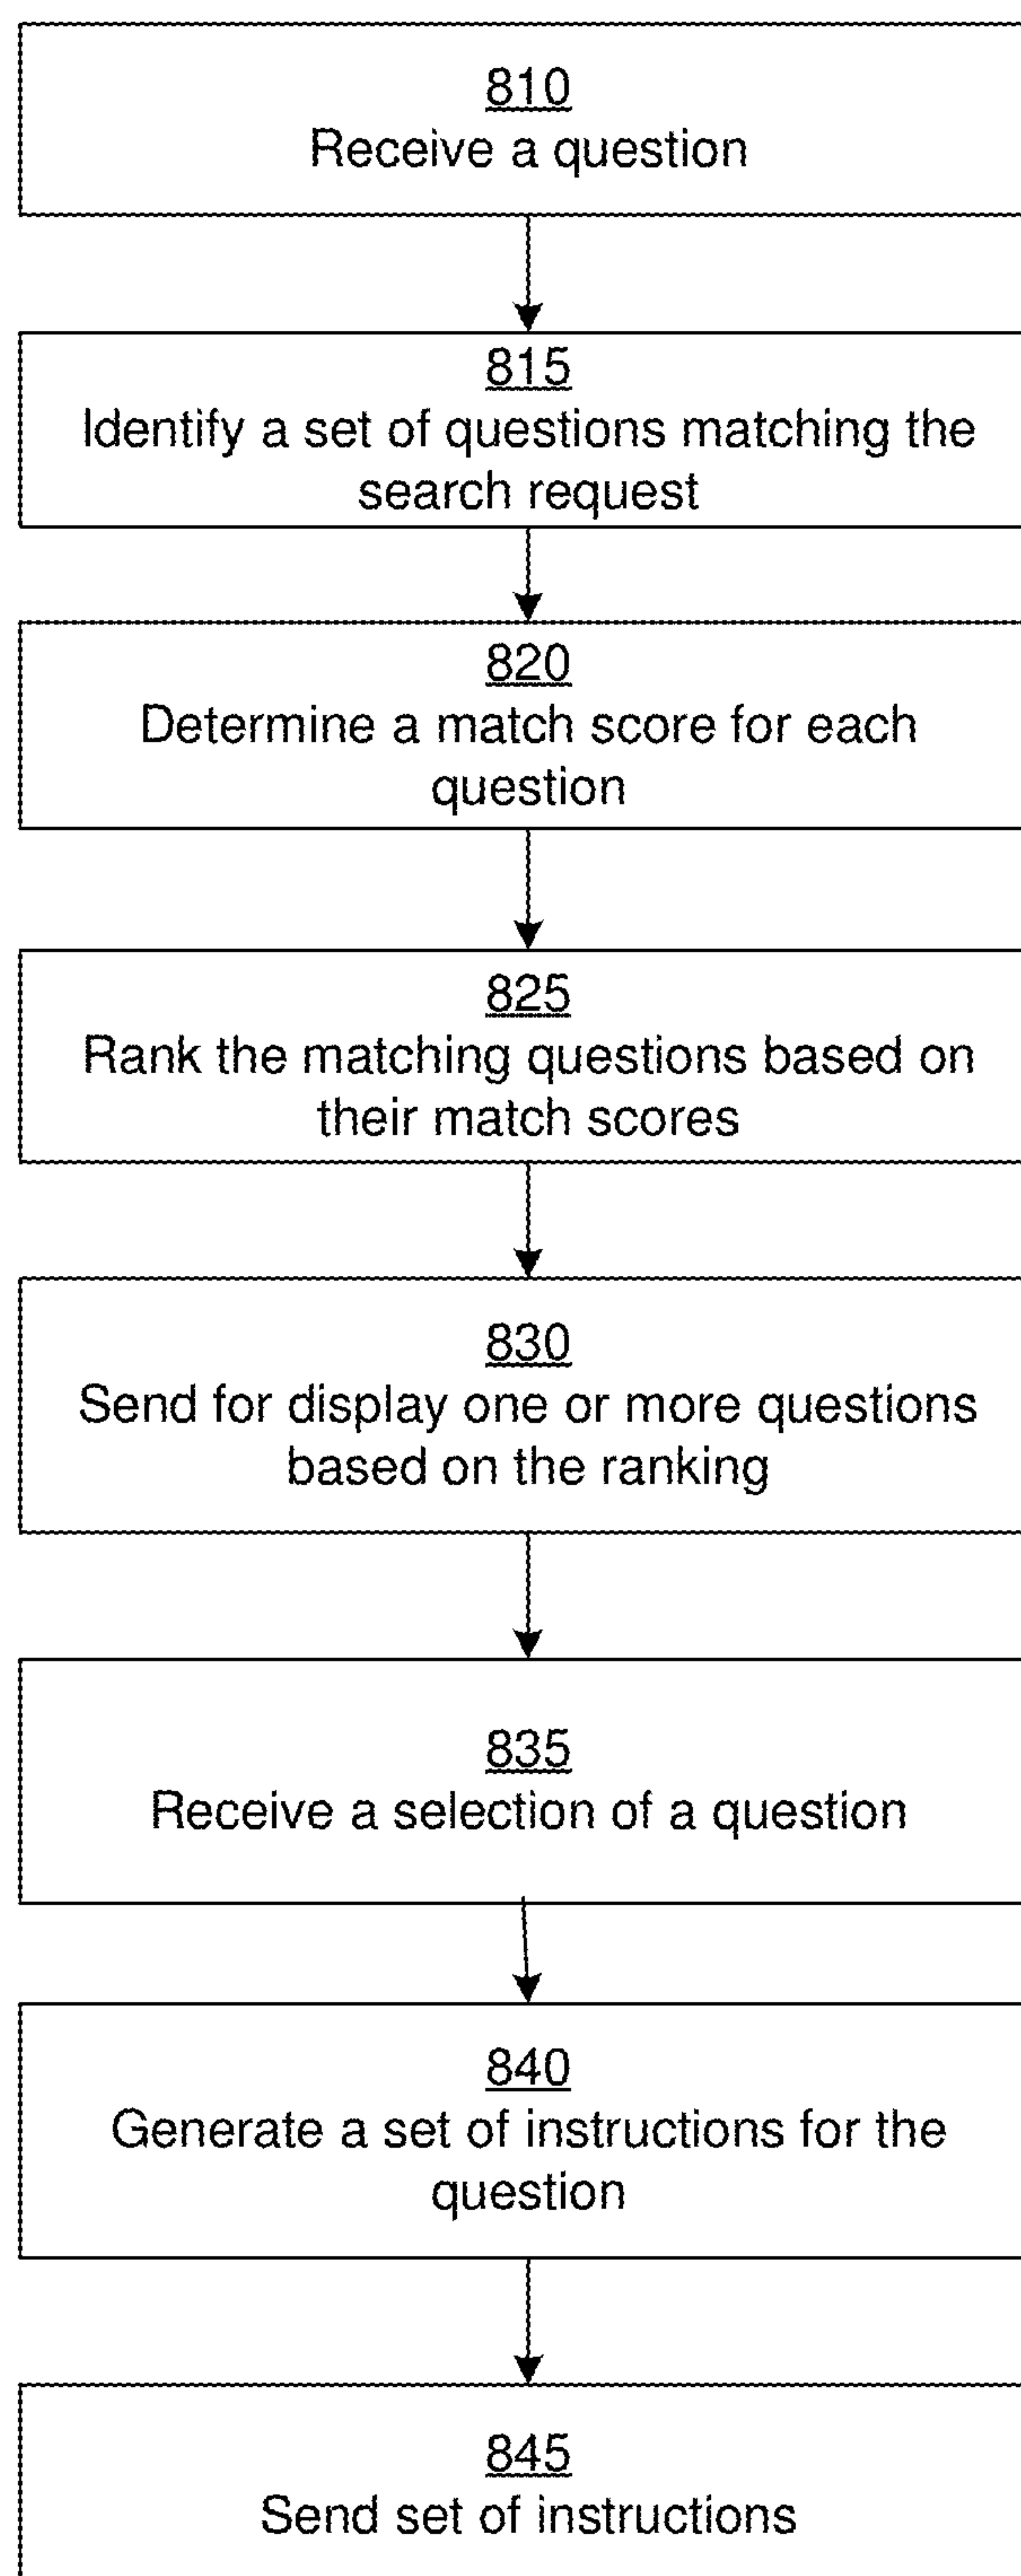 810
Receive a question
815
Identify a set of questions matching the
search request
820
Determine a match score for each
question
825
Rank the matching questions based on
their match scores
830
Send for display one or more questions
based on the ranking
835
Receive a selection of a question
840
Generate a set of instructions for the
question
845
Send set of instructions